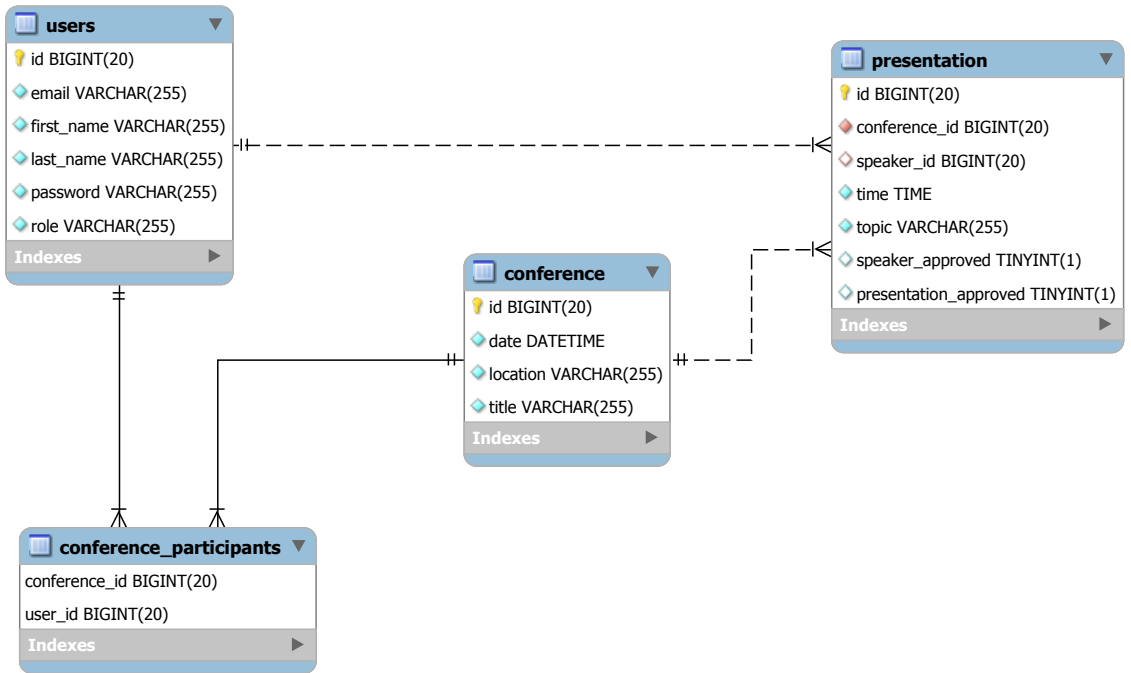 users
id BIGINT(20)
email VARCHAR(255)
first_name VARCHAR(255)
last_name VARCHAR(255)
password VARCHAR(255)
role VARCHAR(255)
Indexes
presentation
id BIGINT(20)
conference_id BIGINT(20)
speaker_id BIGINT(20)
time TIME
topic VARCHAR(255)
speaker_approved TINYINT(1)
presentation_approved TINYINT(1)
Indexes
conference
id BIGINT(20)
date DATETIME
location VARCHAR(255)
title VARCHAR(255)
Indexes
conference_participants
conference_id BIGINT(20)
user_id BIGINT(20)
Indexes